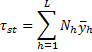 τ_st = ∑_{h=1}^{L} N_h ȳ_h